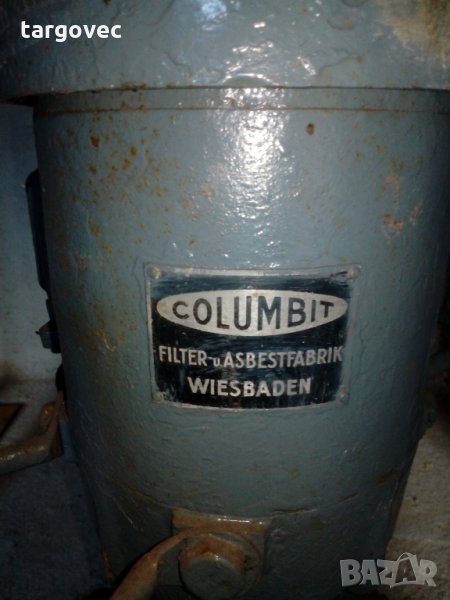 targovec
COLUMBIT
FILTER- u. ASBESTFABRIK
WIESBADEN
BAZAR